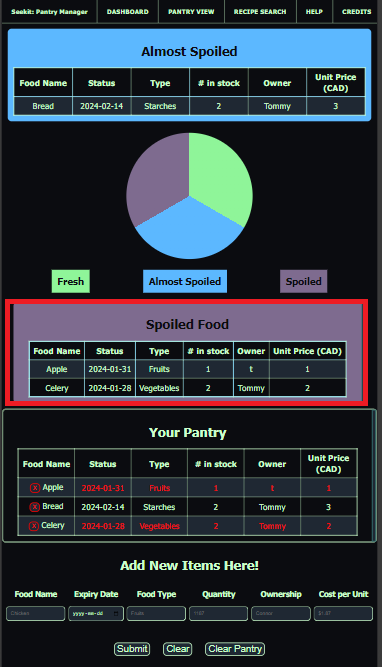 Seekit: Pantry Manager DASHBOARD PANTRY VIEW RECIPE SEARCH HELP CREDITS
Almost Spoiled
Food Name Status Type # in stock Owner Unit Price (CAD)
Bread 2024-02-14 Starches 2 Tommy 3
Fresh Almost Spoiled Spoiled
Spoiled Food
Food Name Status Type # in stock Owner Unit Price (CAD)
Apple 2024-01-31 Fruits 1 t 1
Celery 2024-01-28 Vegetables 2 Tommy 2
Your Pantry
Food Name Status Type # in stock Owner Unit Price (CAD)
X Apple 2024-01-31 Fruits 1 t 1
X Bread 2024-02-14 Starches 2 Tommy 3
X Celery 2024-01-28 Vegetables 2 Tommy 2
Add New Items Here!
Food Name Expiry Date Food Type Quantity Ownership Cost per Unit
Chicken yyyy-mm-dd Fruits Owner
Submit Clear Clear Pantry